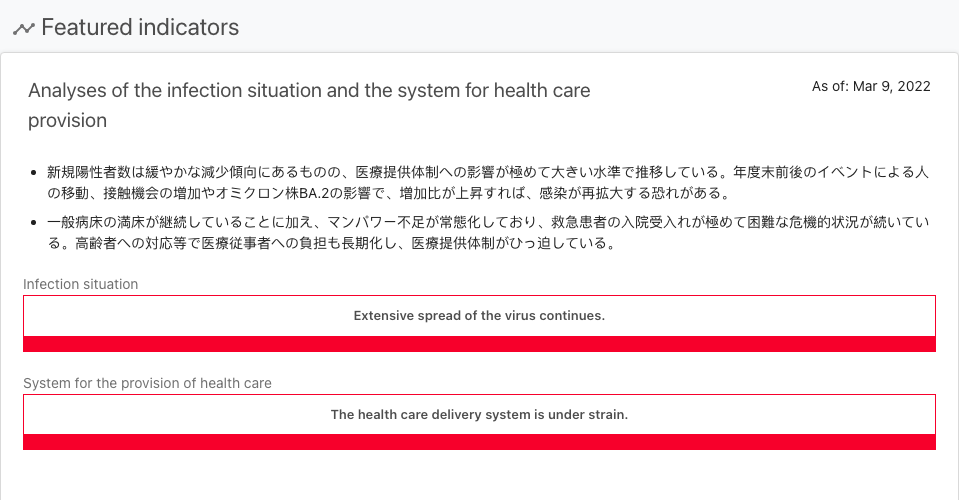 Featured indicators
Analyses of the infection situation and the system for health care
provision
As of: Mar 9, 2022
新規陽性者数は緩やかな減少傾向にあるものの、医療提供体制への影響が極めて大きい水準で推移している。年度末前後のイベントによる人
の移動、接触機会の増加やオミクロン株BA.2の影響で、増加比が上昇すれば、感染が再拡大する恐れがある。
一般病床の満床が継続していることに加え、マンパワー不足が常態化しており、救急患者の入院受入れが極めて困難な危機的状況が続いてい
る。高齢者への対応等で医療従事者への負担も長期化し、医療提供体制がひっ迫している。
Infection situation
Extensive spread of the virus continues.
System for the provision of health care
The health care delivery system is under strain.